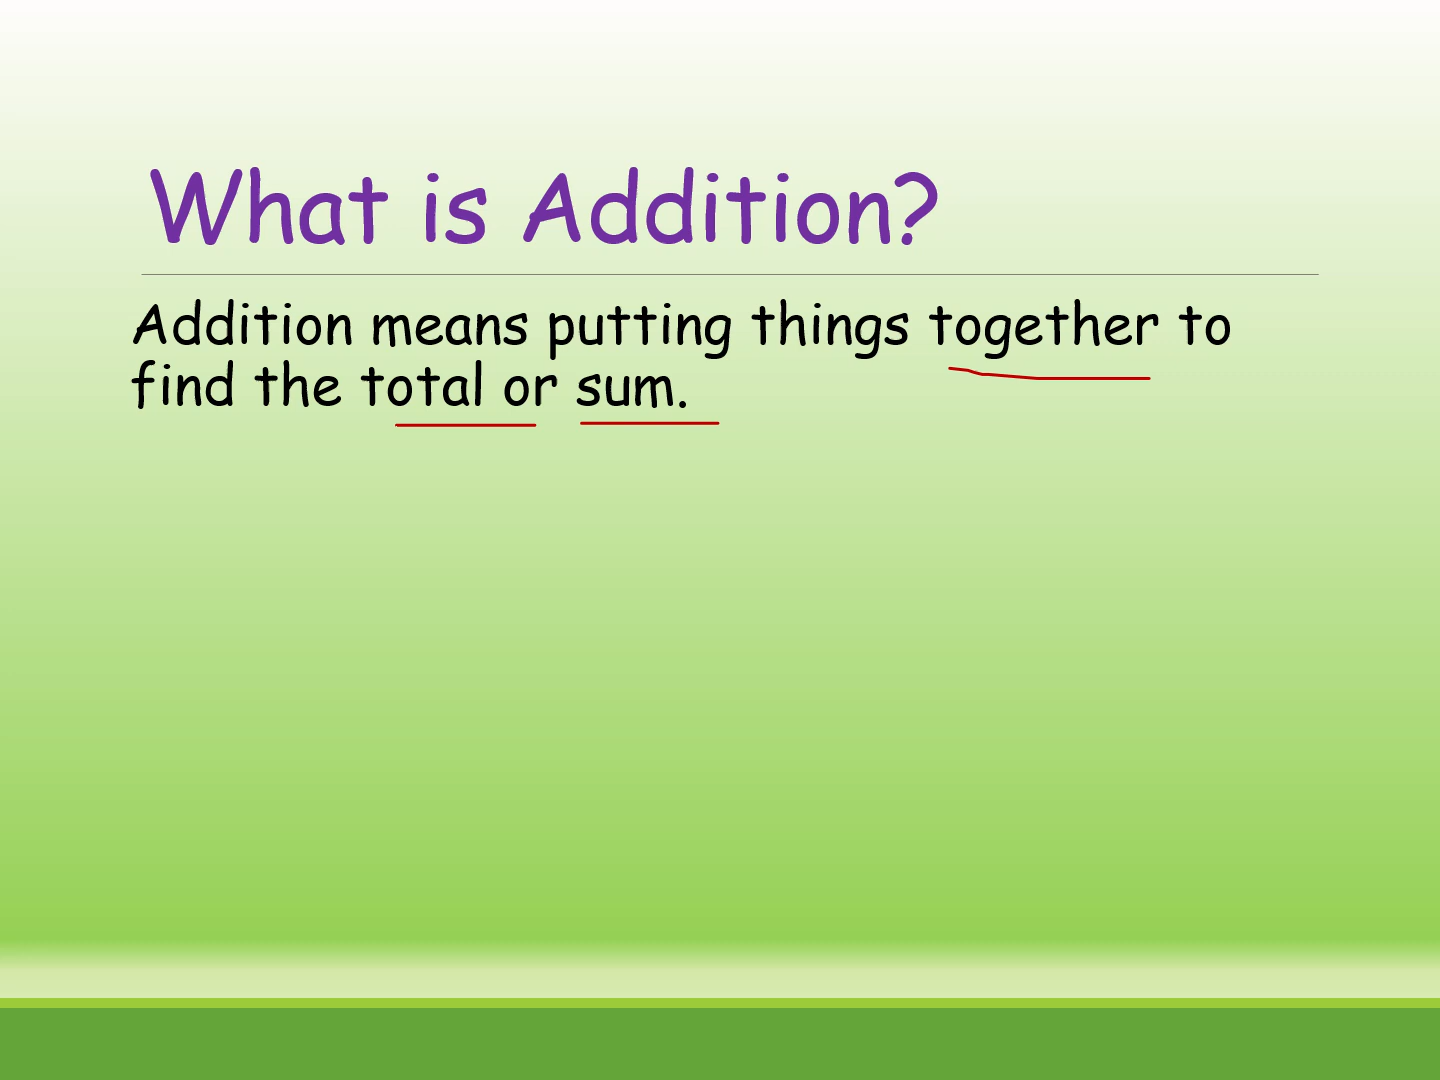 What is Addition?
Addition means putting things together to
find the total or sum.